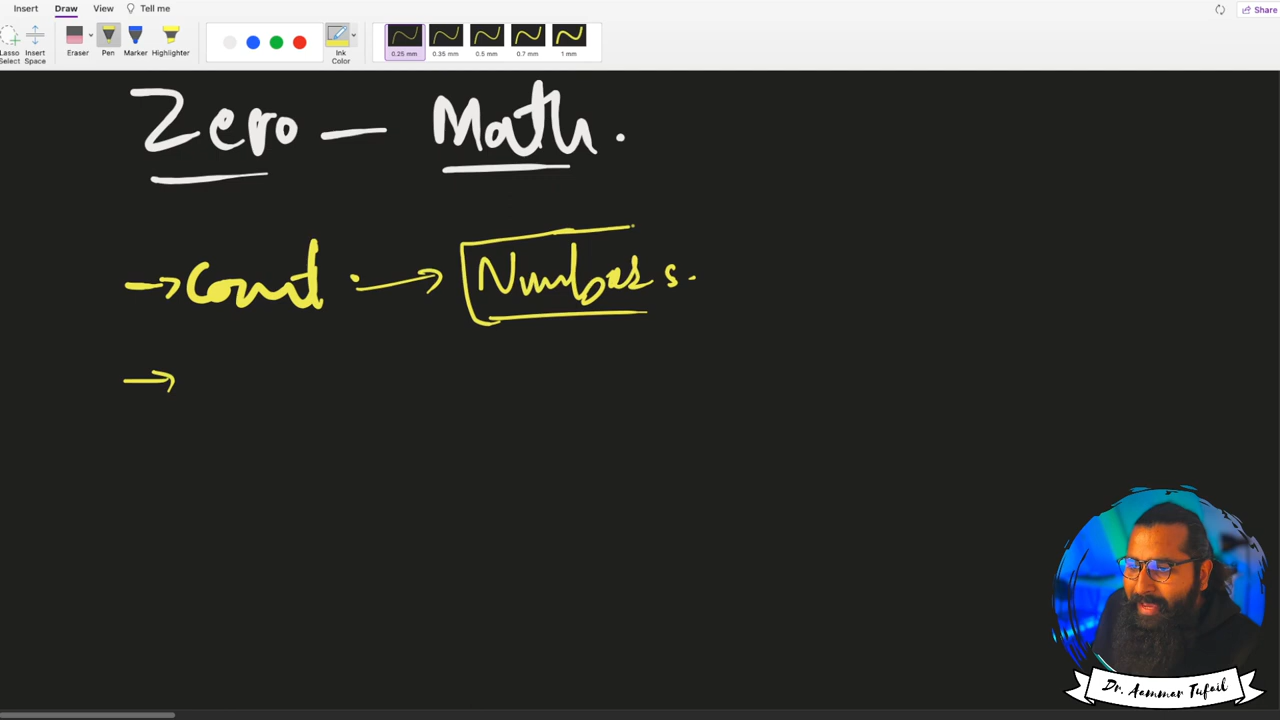 Insert Draw View Tell me
Share
Lasso Select
Insert Space
Eraser
Pen
Marker
Highlighter
Ink Color
0.25 mm
0.35 mm
0.5 mm
0.7 mm
1 mm
Zero — Math.
→ Count · → Numbers.
→
Dr. Aammar Tufail